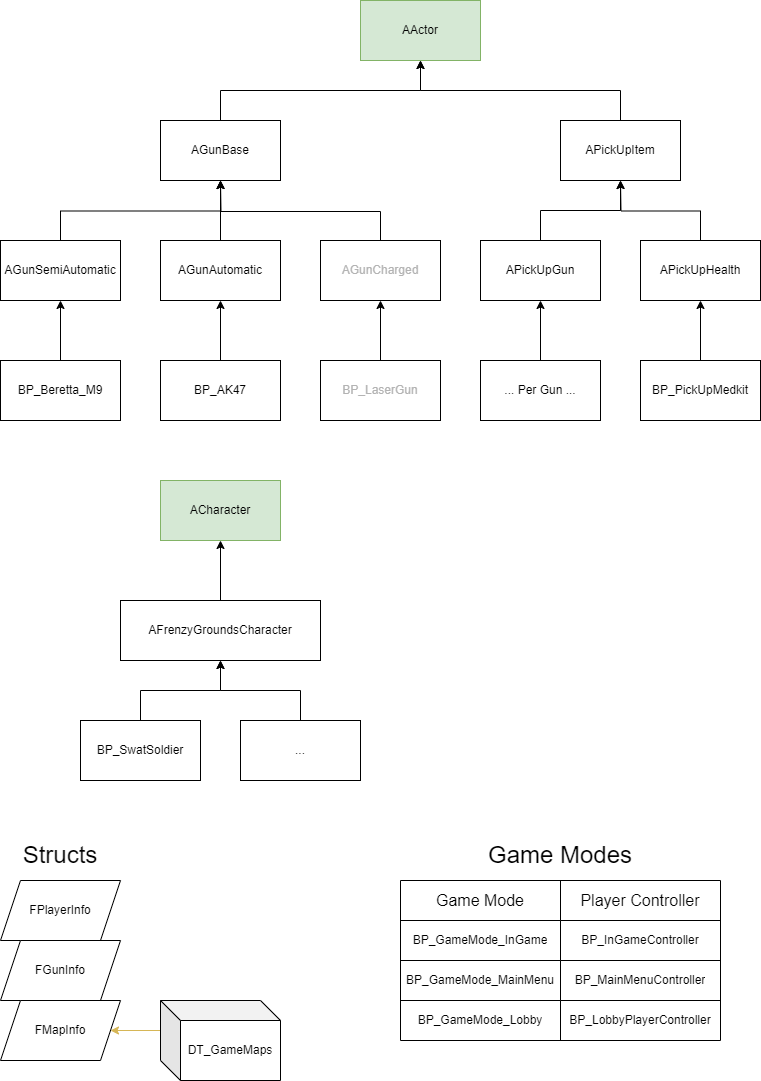 AActor
AGunBase
APickUpItem
AGunSemiAutomatic
AGunAutomatic
AGunCharged
APickUpGun
APickUpHealth
BP_Beretta_M9
BP_AK47
BP_LaserGun
... Per Gun ...
BP_PickUpMedkit
ACharacter
AFrenzyGroundsCharacter
BP_SwatSoldier
...
Structs
FPlayerInfo
FGunInfo
FMapInfo
DT_GameMaps
Game Modes
Game Mode
Player Controller
BP_GameMode_InGame
BP_InGameController
BP_GameMode_MainMenu
BP_MainMenuController
BP_GameMode_Lobby
BP_LobbyPlayerController